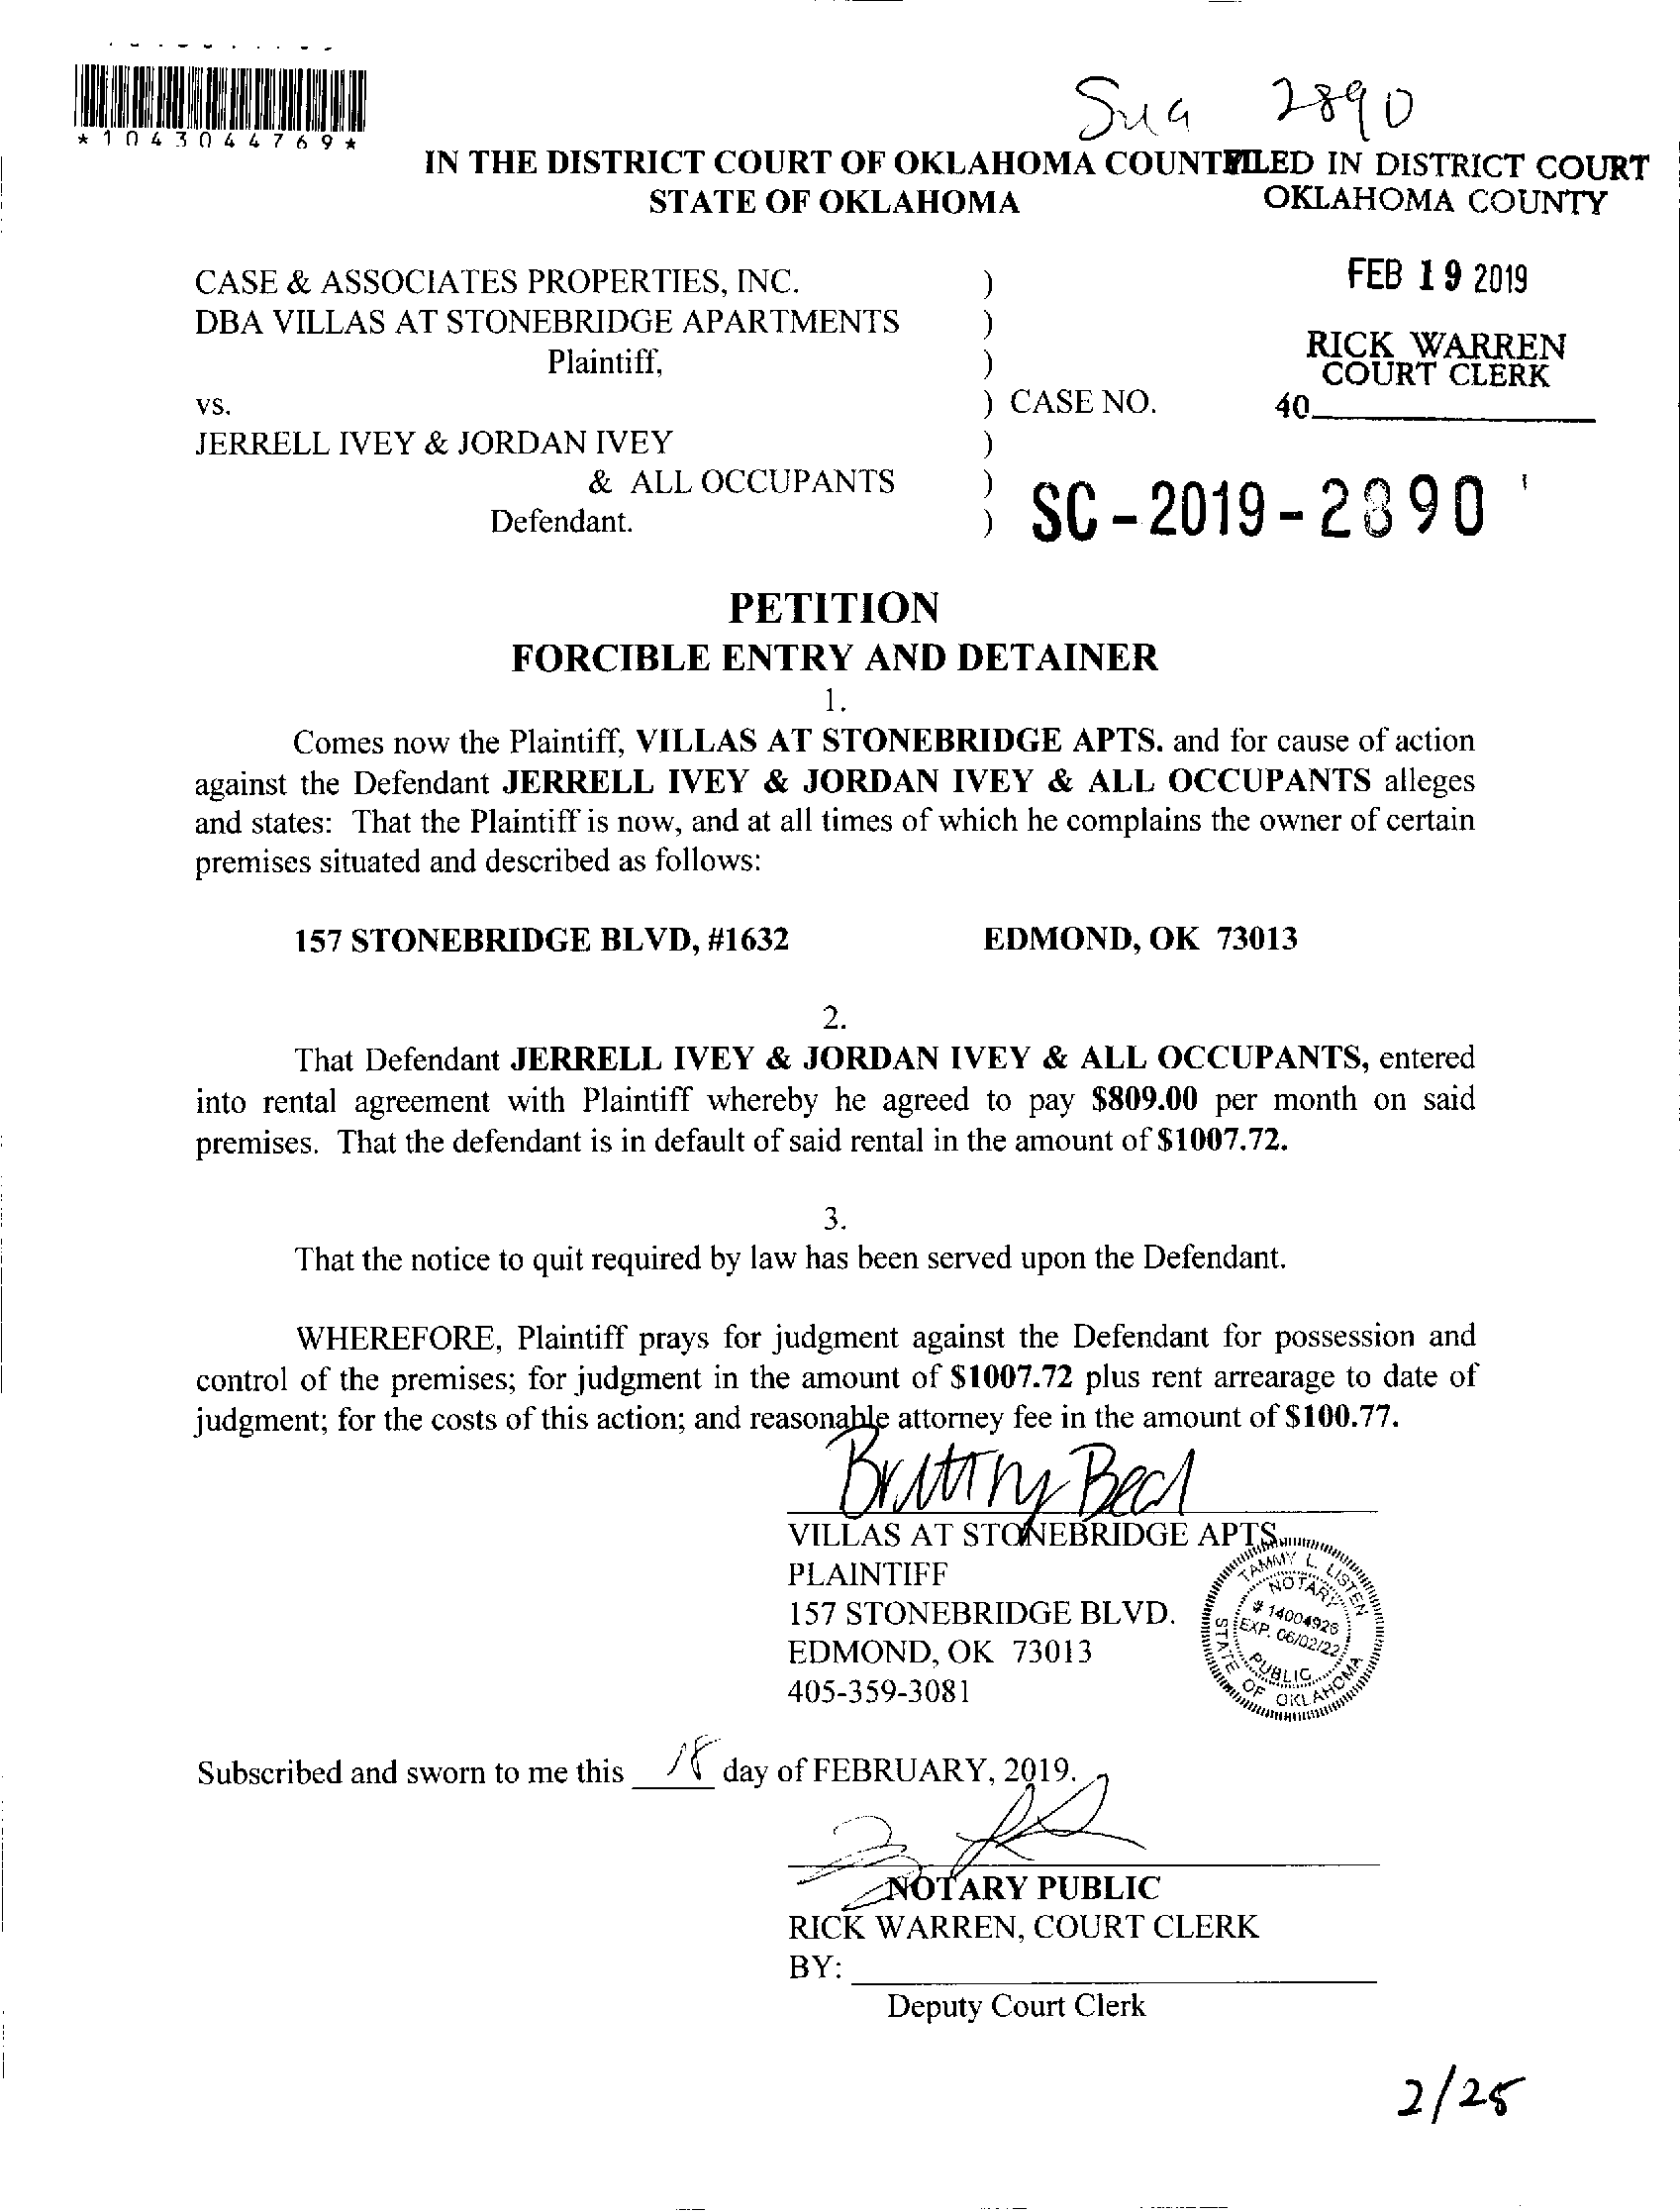 *1043044769*
Sug 2890
IN THE DISTRICT COURT OF OKLAHOMA COUNTY
STATE OF OKLAHOMA
FILED IN DISTRICT COURT
OKLAHOMA COUNTY
FEB 19 2019
RICK WARREN
COURT CLERK
40
CASE & ASSOCIATES PROPERTIES, INC. )
DBA VILLAS AT STONEBRIDGE APARTMENTS )
Plaintiff, )
vs. ) CASE NO.
JERRELL IVEY & JORDAN IVEY )
& ALL OCCUPANTS )
Defendant. )
SC-2019-2890
PETITION
FORCIBLE ENTRY AND DETAINER
1.
Comes now the Plaintiff, VILLAS AT STONEBRIDGE APTS. and for cause of action
against the Defendant JERRELL IVEY & JORDAN IVEY & ALL OCCUPANTS alleges
and states: That the Plaintiff is now, and at all times of which he complains the owner of certain
premises situated and described as follows:
157 STONEBRIDGE BLVD, #1632 EDMOND, OK 73013
2.
That Defendant JERRELL IVEY & JORDAN IVEY & ALL OCCUPANTS, entered
into rental agreement with Plaintiff whereby he agreed to pay $809.00 per month on said
premises. That the defendant is in default of said rental in the amount of $1007.72.
3.
That the notice to quit required by law has been served upon the Defendant.
WHEREFORE, Plaintiff prays for judgment against the Defendant for possession and
control of the premises; for judgment in the amount of $1007.72 plus rent arrearage to date of
judgment; for the costs of this action; and reasonable attorney fee in the amount of $100.77.
VILLAS AT STONEBRIDGE APTS.
PLAINTIFF
157 STONEBRIDGE BLVD.
EDMOND, OK 73013
405-359-3081
TAMMY L. LISTEN
NOTARY
# 14004926
EXP. 06/02/22
PUBLIC
STATE OF OKLAHOMA
Subscribed and sworn to me this 18 day of FEBRUARY, 2019.
NOTARY PUBLIC
RICK WARREN, COURT CLERK
BY:
Deputy Court Clerk
2/25